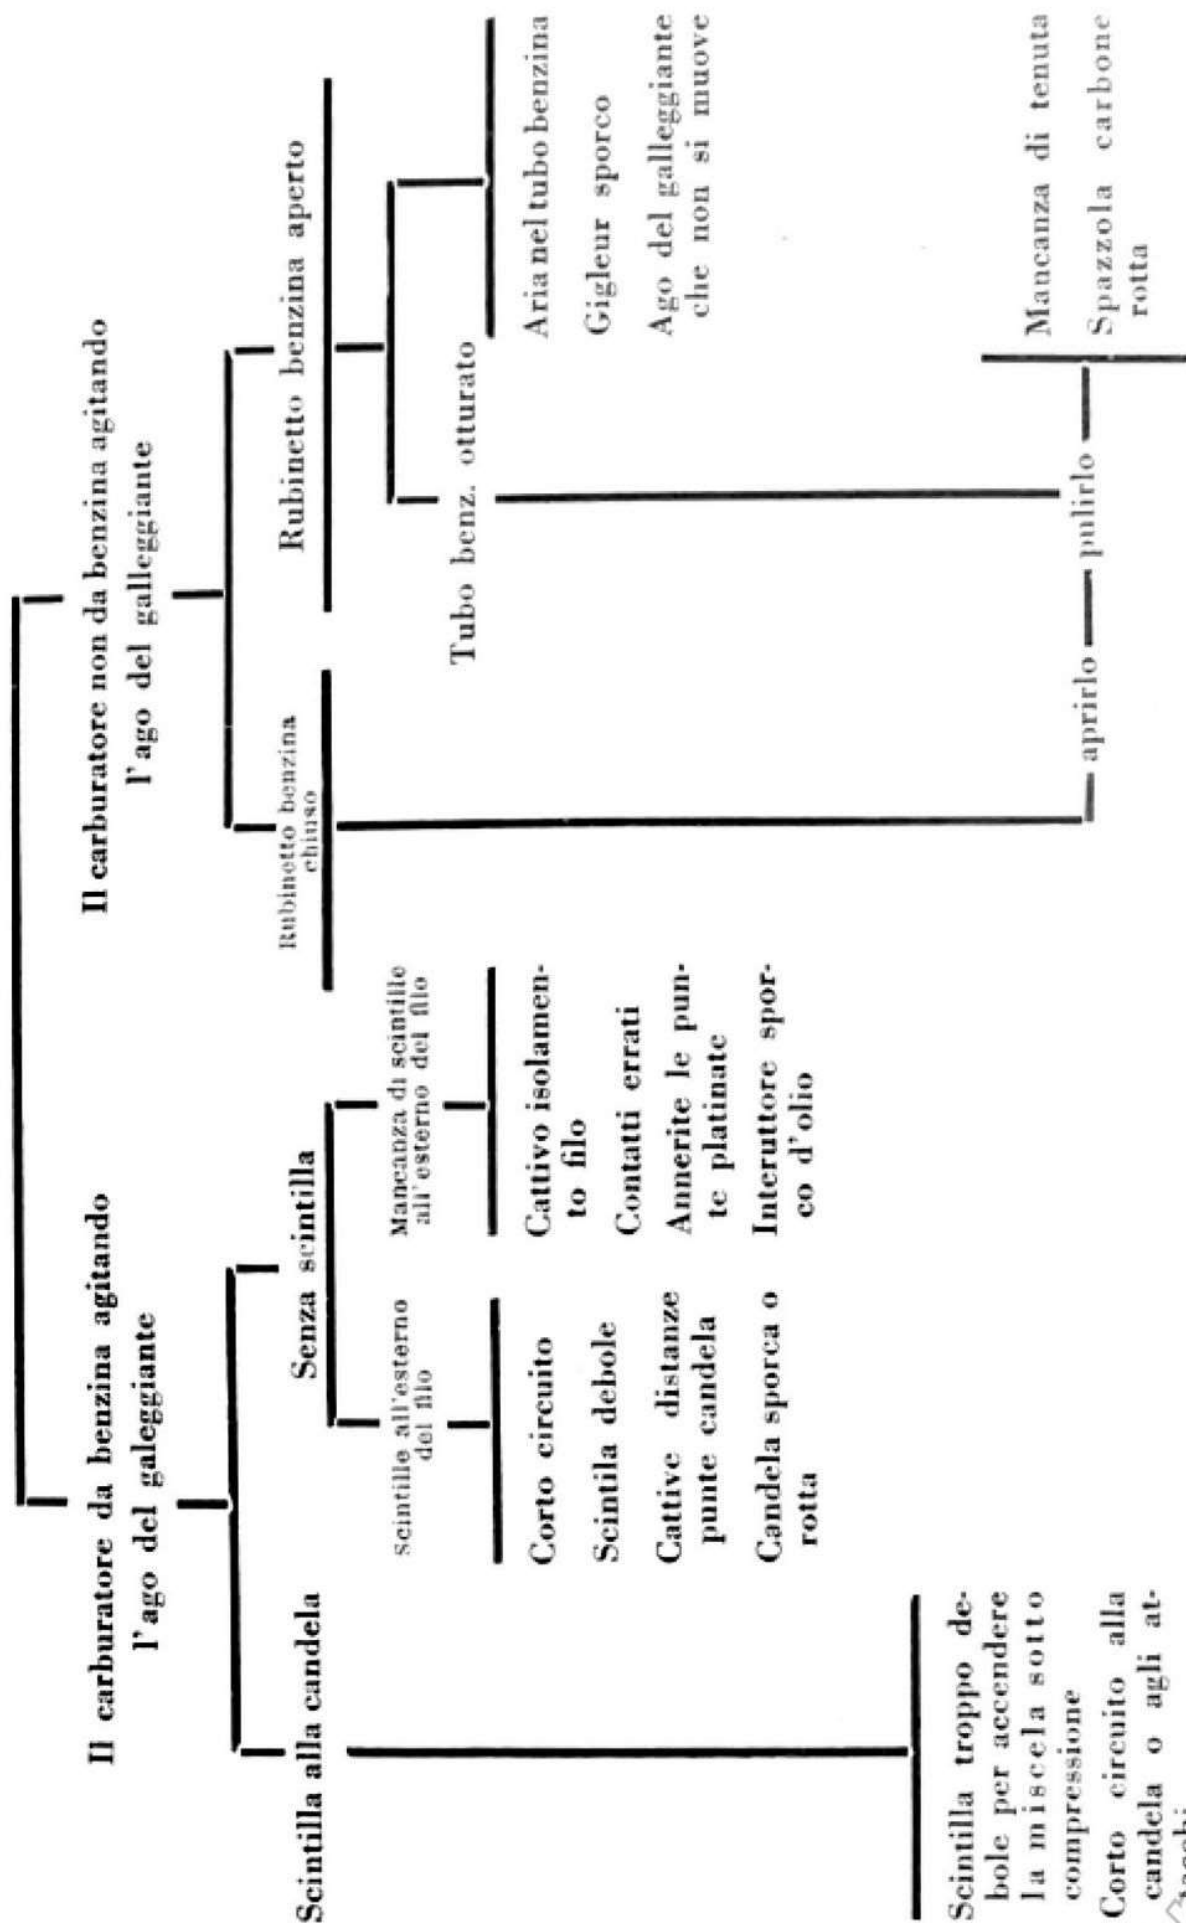 Il carburatore da benzina agitando
l'ago del galeggiante
Il carburatore non da benzina agitando
l'ago del galleggiante
Scintilla alla candela
Senza scintilla
Rubinetto benzina
chiuso
Rubinetto benzina aperto
scintille all'esterno
del filo
Mancanza di scintille
all'esterno del filo
Tubo benz. otturato
Corto circuito
Scintila debole
Cattive distanze
punte candela
Candela sporca o
rotta
Cattivo isolamen-
to filo
Contatti errati
Annerite le pun-
te platinate
Interuttore spor-
co d'olio
Aria nel tubo benzina
Gigleur sporco
Ago del galleggiante
che non si muove
aprirlo
pulirlo
Scintilla troppo de-
bole per accendere
la miscela sotto
compressione
Corto circuito alla
candela o agli at-
Mancanza di tenuta
Spazzola carbone
rotta